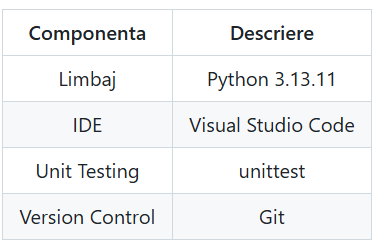 Componenta Descriere
Limbaj Python 3.13.11
IDE Visual Studio Code
Unit Testing unittest
Version Control Git